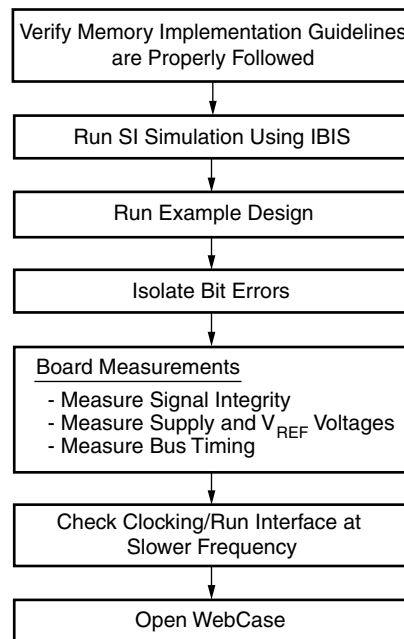 Verify Memory Implementation Guidelines
are Properly Followed
Run SI Simulation Using IBIS
Run Example Design
Isolate Bit Errors
Board Measurements
- Measure Signal Integrity
- Measure Supply and VREF Voltages
- Measure Bus Timing
Check Clocking/Run Interface at
Slower Frequency
Open WebCase